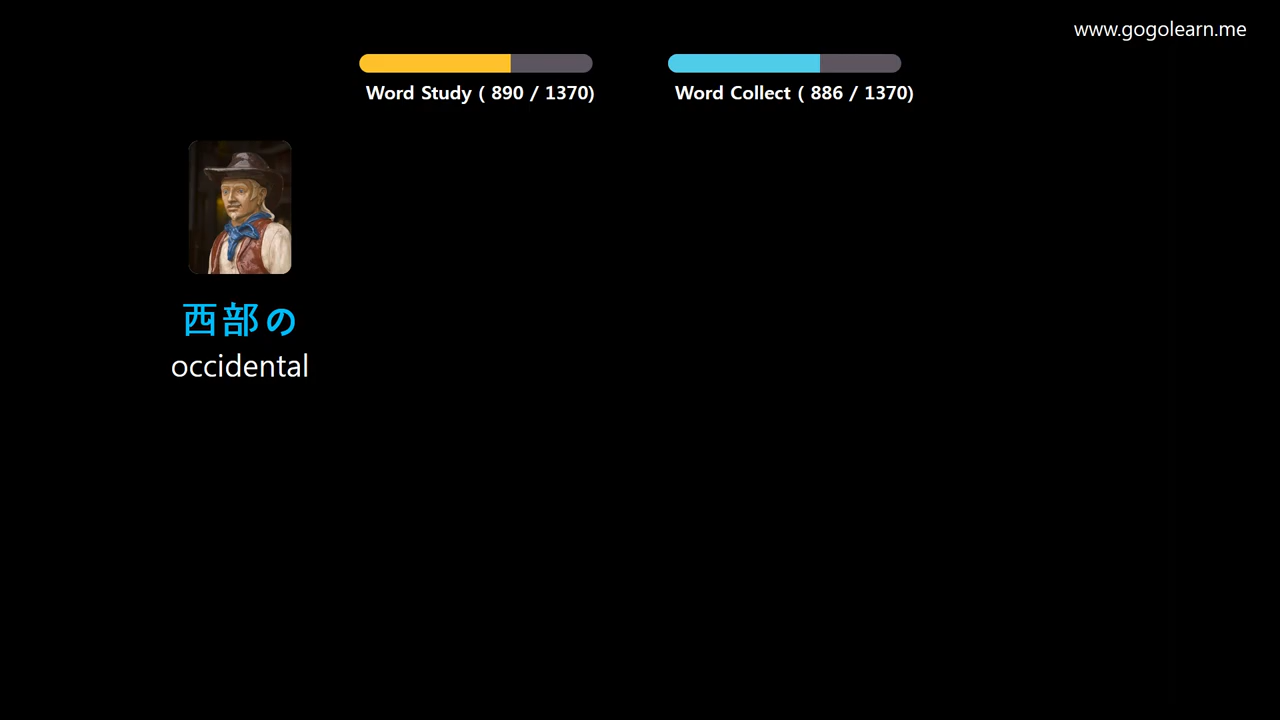 www.gogolearn.me
Word Study ( 890 / 1370)
Word Collect ( 886 / 1370)
西部の
occidental